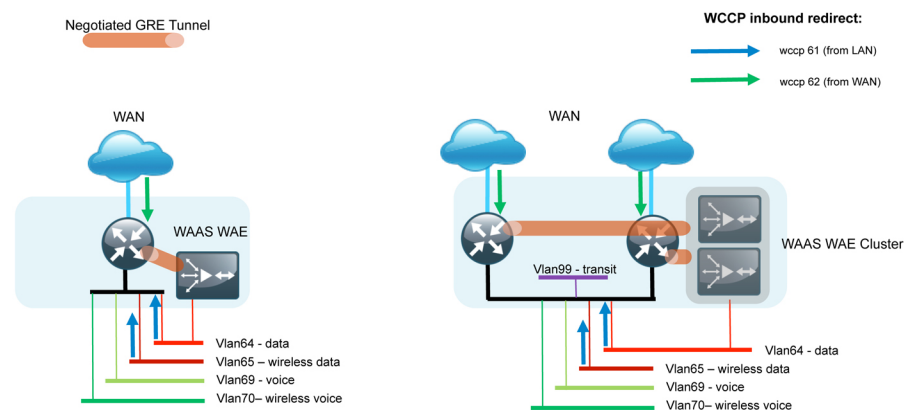 Negotiated GRE Tunnel
WCCP inbound redirect:
wccp 61 (from LAN)
wccp 62 (from WAN)
WAN
WAAS WAE
Vlan64 - data
Vlan65– wireless data
Vlan69 - voice
Vlan70– wireless voice
WAN
WAAS WAE Cluster
Vlan99 - transit
Vlan64 - data
Vlan65 – wireless data
Vlan69 - voice
Vlan70– wireless voice